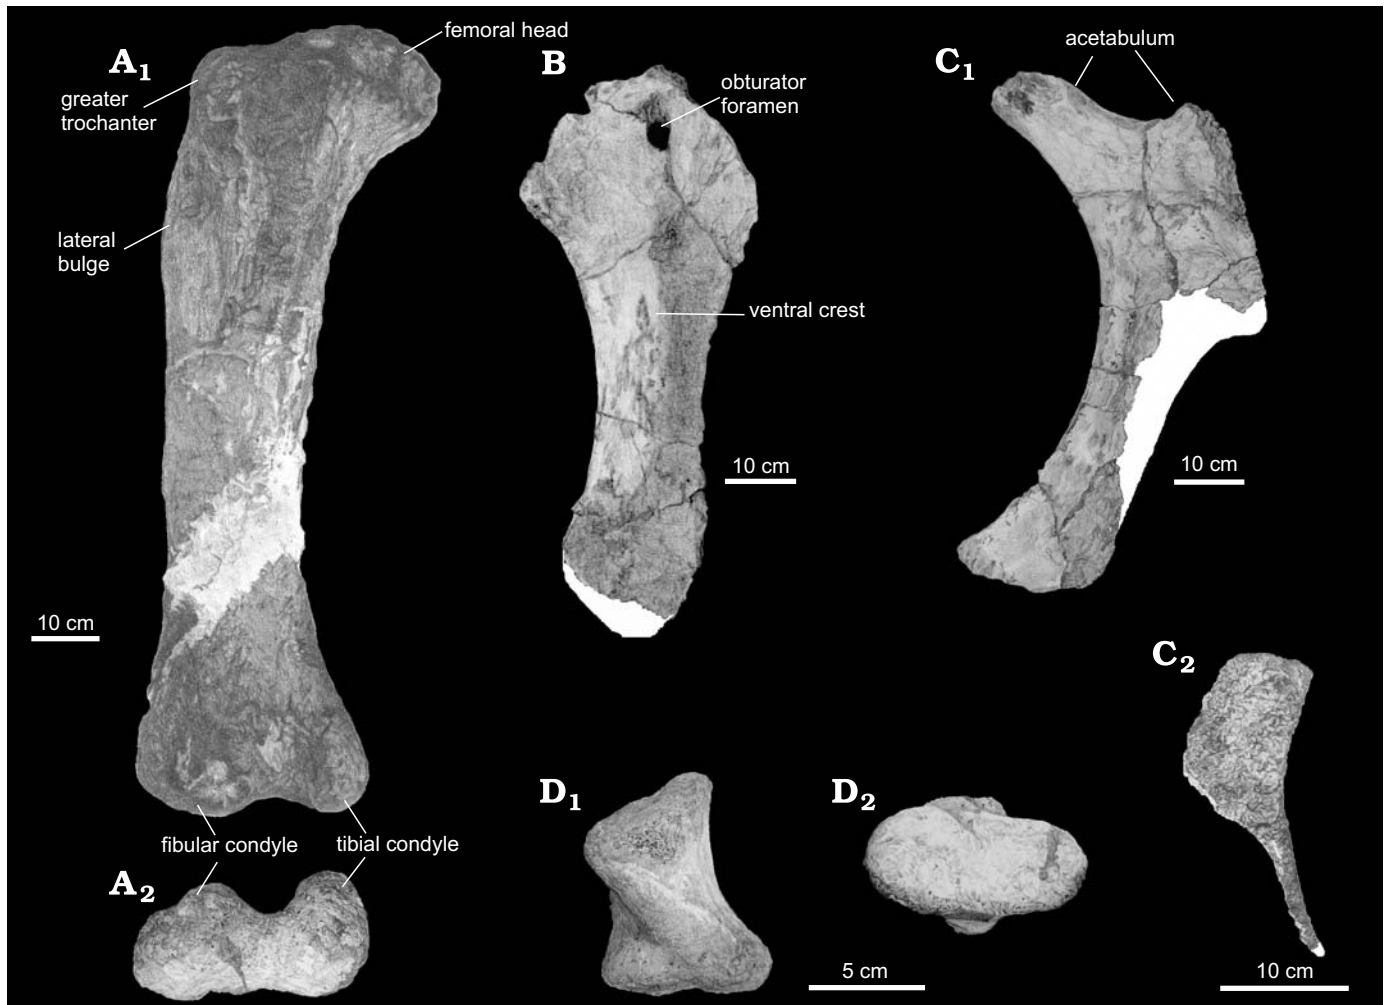 A1
femoral head
greater
trochanter
lateral
bulge
10 cm
fibular condyle
tibial condyle
A2
B
obturator
foramen
ventral crest
10 cm
C1
acetabulum
10 cm
C2
10 cm
D1
D2
5 cm